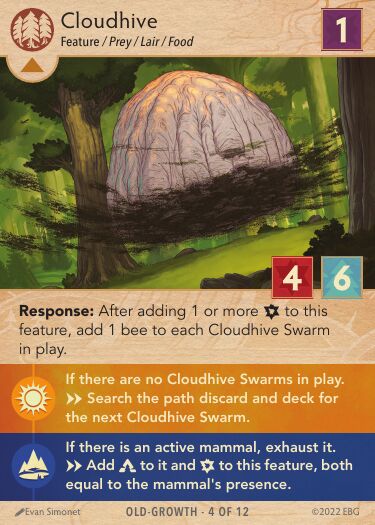 Cloudhive
Feature / Prey / Lair / Food
1
4 6
Response: After adding 1 or more to this
feature, add 1 bee to each Cloudhive Swarm
in play.
If there are no Cloudhive Swarms in play.
Search the path discard and deck for
the next Cloudhive Swarm.
If there is an active mammal, exhaust it.
Add to it and to this feature, both
equal to the mammal's presence.
Evan Simonet OLD-GROWTH - 4 OF 12 ©2022 EBG